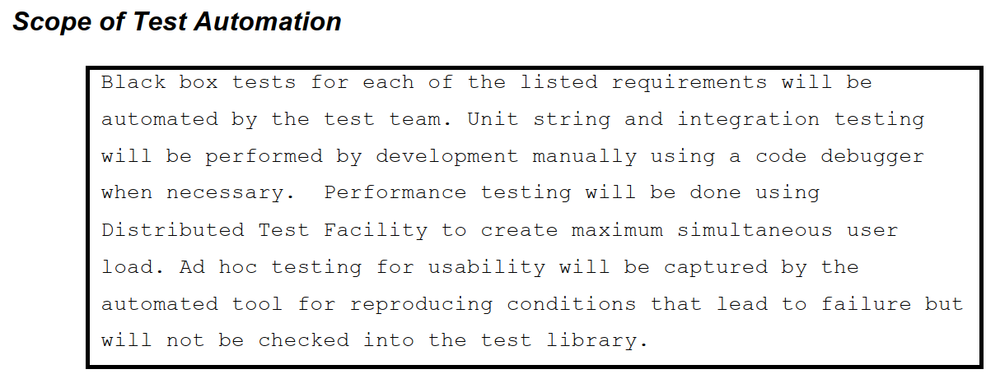 Scope of Test Automation
Black box tests for each of the listed requirements will be
automated by the test team. Unit string and integration testing
will be performed by development manually using a code debugger
when necessary.  Performance testing will be done using
Distributed Test Facility to create maximum simultaneous user
load. Ad hoc testing for usability will be captured by the
automated tool for reproducing conditions that lead to failure but
will not be checked into the test library.